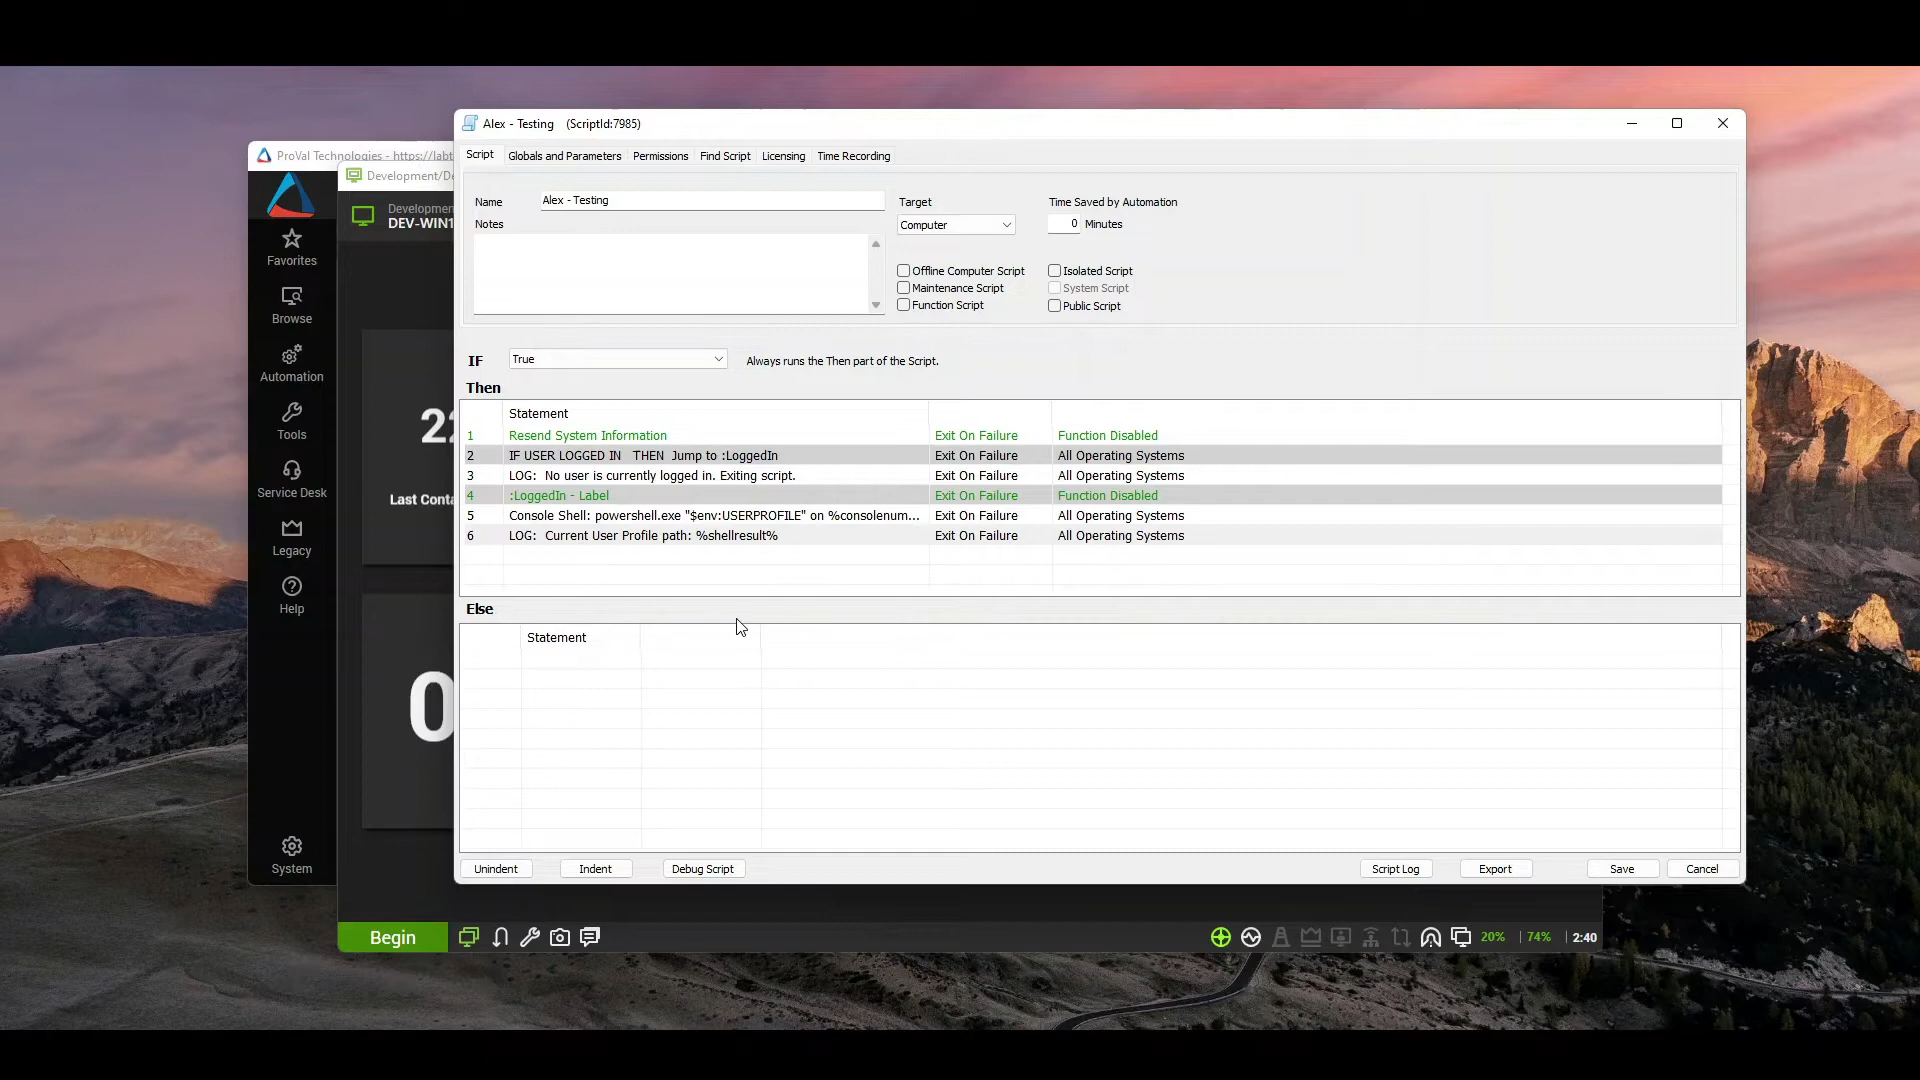 Alex - Testing (ScriptId:7985)
ProVal Technologies - https://labt
Development/De
Development
DEV-WIN1
Favorites
Browse
Automation
Tools
Service Desk
Legacy
Help
System
22
Last Conta
0
Script Globals and Parameters Permissions Find Script Licensing Time Recording
Name Alex - Testing
Notes
Target
Computer
Time Saved by Automation
0 Minutes
Offline Computer Script Isolated Script
Maintenance Script System Script
Function Script Public Script
IF True Always runs the Then part of the Script.
Then
Statement
1 Resend System Information Exit On Failure Function Disabled
2 IF USER LOGGED IN THEN Jump to :LoggedIn Exit On Failure All Operating Systems
3 LOG: No user is currently logged in. Exiting script. Exit On Failure All Operating Systems
4 :LoggedIn - Label Exit On Failure Function Disabled
5 Console Shell: powershell.exe "$env:USERPROFILE" on %consolenum... Exit On Failure All Operating Systems
6 LOG: Current User Profile path: %shellresult% Exit On Failure All Operating Systems
Else
Statement
Unindent Indent Debug Script Script Log Export Save Cancel
Begin 20% 74% 2:40